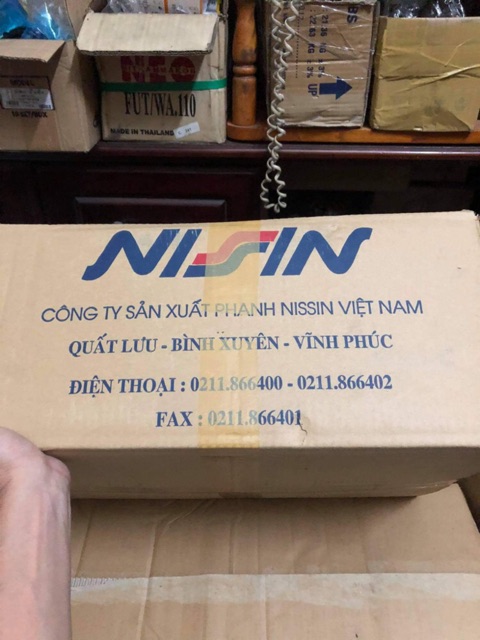 FUT/WA.110
MADE IN THAILAND
UP
NISSIN
CÔNG TY SẢN XUẤT PHANH NISSIN VIỆT NAM
QUẤT LƯU - BÌNH XUYÊN - VĨNH PHÚC
ĐIỆN THOẠI : 0211.866400 - 0211.866402
FAX : 0211.866401